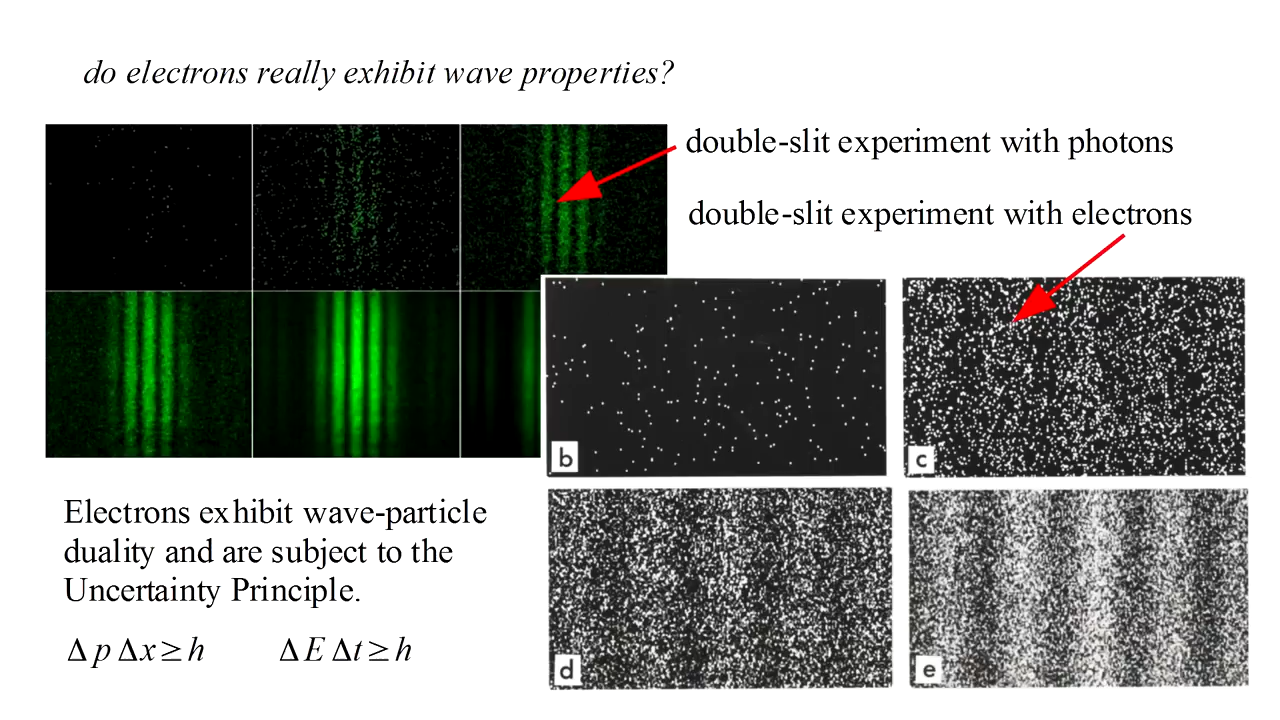 do electrons really exhibit wave properties?
double-slit experiment with photons
double-slit experiment with electrons
b
c
Electrons exhibit wave-particle
duality and are subject to the
Uncertainty Principle.
Δp Δx ≥ h
ΔE Δt ≥ h
d
e